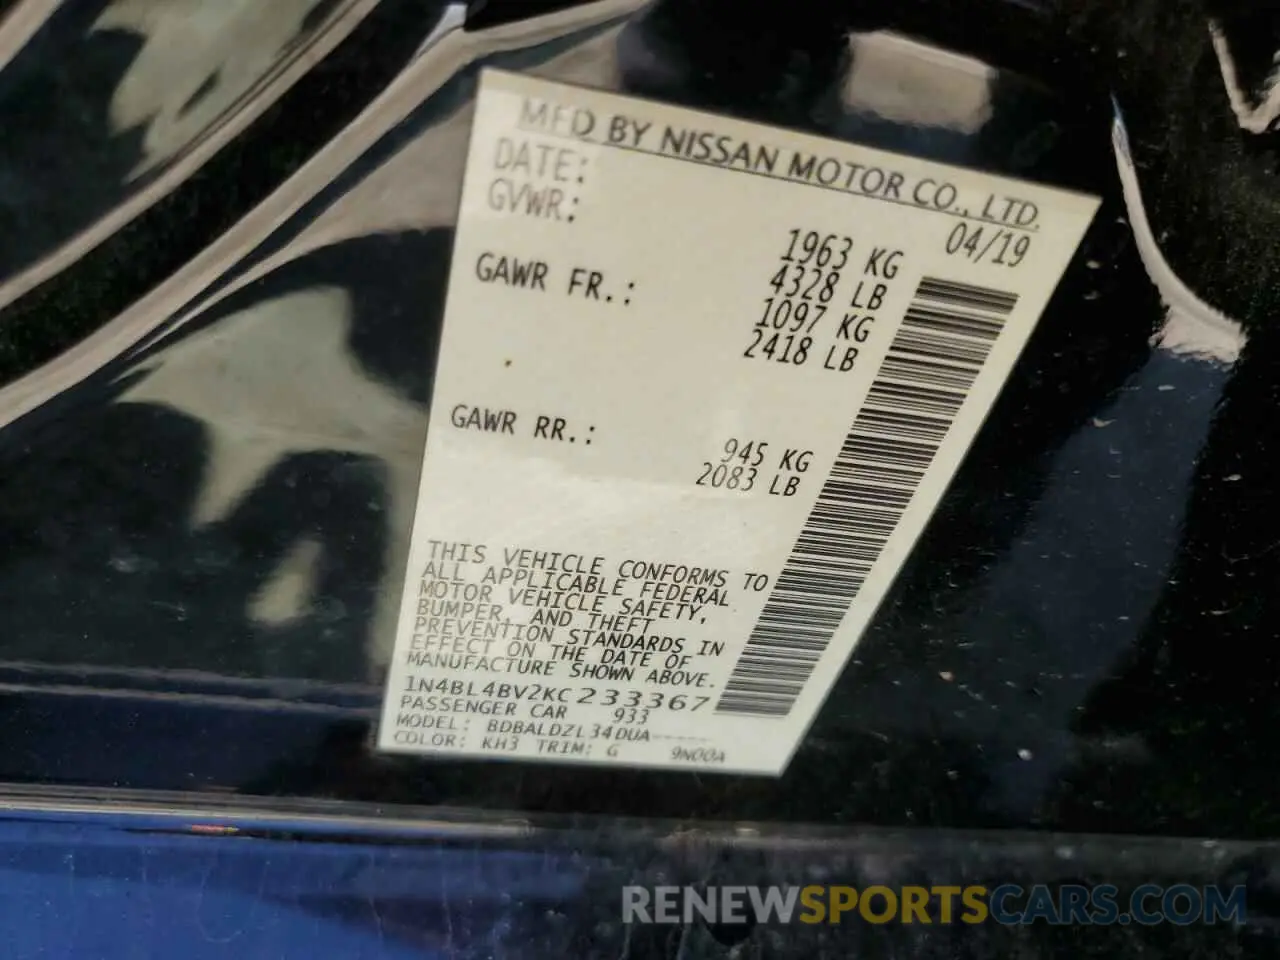 MFD BY NISSAN MOTOR CO., LTD.
DATE: 04/19
GVWR: 1963 KG
4328 LB
GAWR FR.: 1097 KG
2418 LB
GAWR RR.: 945 KG
2083 LB
THIS VEHICLE CONFORMS TO
ALL APPLICABLE FEDERAL
MOTOR VEHICLE SAFETY,
BUMPER, AND THEFT
PREVENTION STANDARDS IN
EFFECT ON THE DATE OF
MANUFACTURE SHOWN ABOVE.
1N4BL4BV2KC233367
PASSENGER CAR 933
MODEL: BDBALDZL34DUA-----
COLOR: KH3 TRIM: G 9N00A
RENEWSPORTSCARS.COM